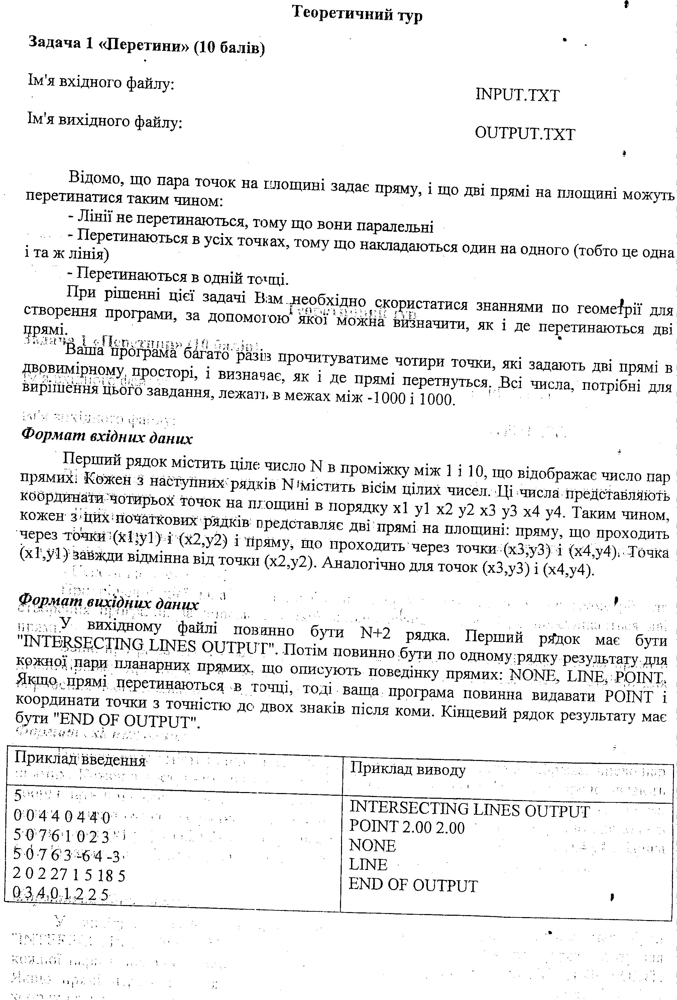 Теоретичний тур
Задача 1 «Перетини» (10 балів)
Ім'я вхідного файлу:
INPUT.TXT
Ім'я вихідного файлу:
OUTPUT.TXT
Відомо, що пара точок на площині задає пряму, і що дві прямі на площині можуть
перетинатися таким чином:
- Лінії не перетинаються, тому що вони паралельні
- Перетинаються в усіх точках, тому що накладаються один на одного (тобто це одна
і та ж лінія)
- Перетинаються в одній точці.
При рішенні цієї задачі Вам необхідно скористатися знаннями по геометрії для
створення програми, за допомогою якої можна визначити, як і де перетинаються дві
прямі.
Ваша програма багато разів прочитуватиме чотири точки, які задають дві прямі в
двовимірному просторі, і визначає, як і де прямі перетнуться. Всі числа, потрібні для
вирішення цього завдання, лежать в межах між -1000 і 1000.
Формат вхідних даних
Перший рядок містить ціле число N в проміжку між 1 і 10, що відображає число пар
прямих. Кожен з наступних рядків N містить вісім цілих чисел. Ці числа представляють
координати чотирьох точок на площині в порядку x1 y1 x2 y2 x3 y3 x4 y4. Таким чином,
кожен з цих початкових рядків представляє дві прямі на площині: пряму, що проходить
через точки (x1,y1) і (x2,y2) і пряму, що проходить через точки (x3,y3) і (x4,y4). Точка
(x1,y1) завжди відмінна від точки (x2,y2). Аналогічно для точок (x3,y3) і (x4,y4).
Формат вихідних даних
У вихідному файлі повинно бути N+2 рядка. Перший рядок має бути
"INTERSECTING LINES OUTPUT". Потім повинно бути по одному рядку результату для
кожної пари планарних прямих, що описують поведінку прямих: NONE, LINE, POINT.
Якщо прямі перетинаються в точці, тоді ваша програма повинна видавати POINT і
координати точки з точністю до двох знаків після коми. Кінцевий рядок результату має
бути "END OF OUTPUT".
Приклад введення
Приклад виводу
5
0 0 4 4 0 4 4 0
5 0 7 6 1 0 2 3
5 0 7 6 3 -6 4 -3
2 0 2 27 1 5 18 5
0 3 4 0 1 2 2 5
INTERSECTING LINES OUTPUT
POINT 2.00 2.00
NONE
LINE
END OF OUTPUT